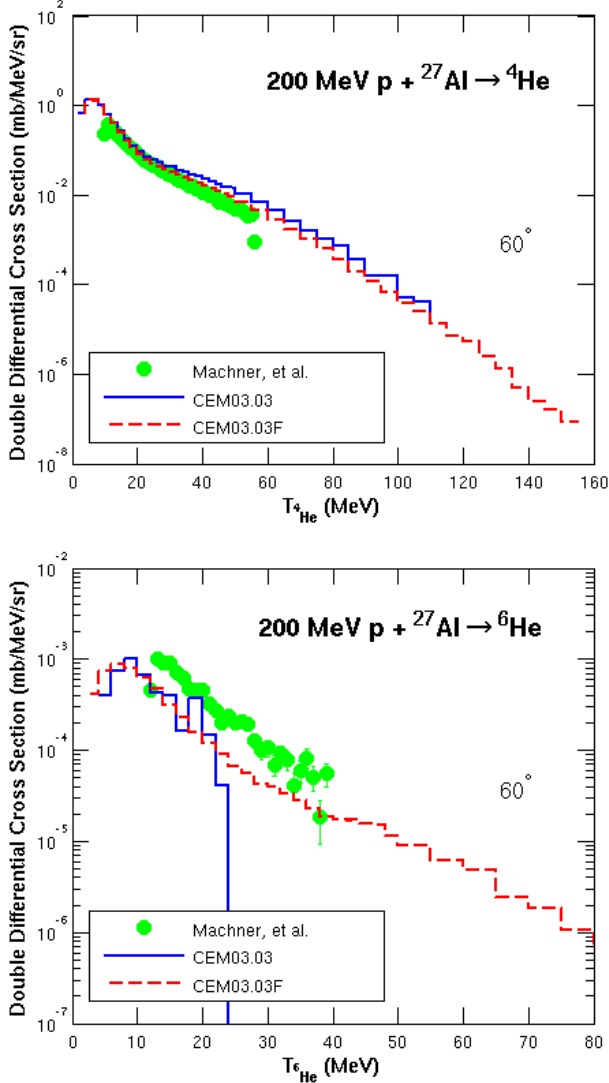 200 MeV p + ²⁷Al → ⁴He
Double Differential Cross Section (mb/MeV/sr)
10⁂2
10⁰
10⁻²
10⁻⁴
10⁻⁶
10⁻⁸
60°
Machner, et al.
CEM03.03
CEM03.03F
0 20 40 60 80 100 120 140 160
T⁴He (MeV)
200 MeV p + ²⁷Al → ⁶He
Double Differential Cross Section (mb/MeV/sr)
10⁻²
10⁻³
10⁻⁴
10⁻⁵
10⁻⁶
10⁻⁷
60°
Machner, et al.
CEM03.03
CEM03.03F
0 10 20 30 40 50 60 70 80
T⁶He (MeV)